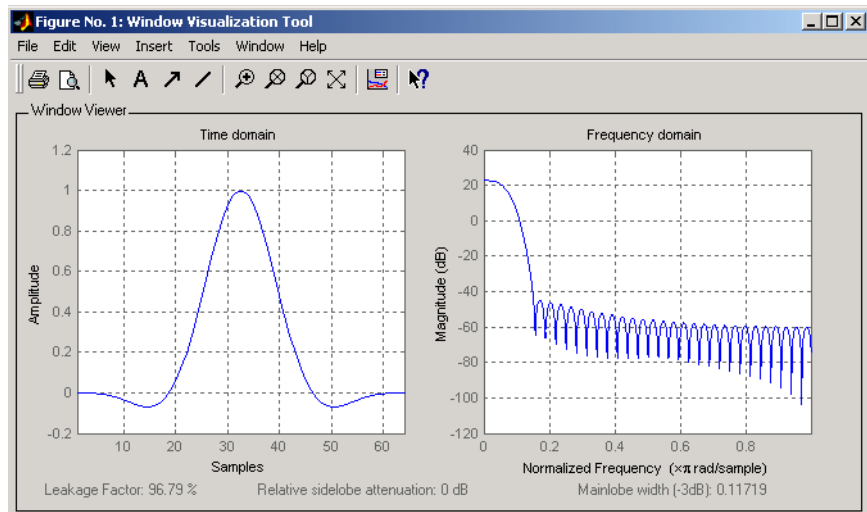 Figure No. 1: Window Visualization Tool
File Edit View Insert Tools Window Help
A
Window Viewer
Time domain
1.2
1
0.8
0.6
0.4
0.2
0
-0.2
Amplitude
10 20 30 40 50 60
Samples
Frequency domain
40
20
0
-20
-40
-60
-80
-100
-120
Magnitude (dB)
0 0.2 0.4 0.6 0.8
Normalized Frequency (×π rad/sample)
Leakage Factor: 96.79 % Relative sidelobe attenuation: 0 dB Mainlobe width (-3dB): 0.11719